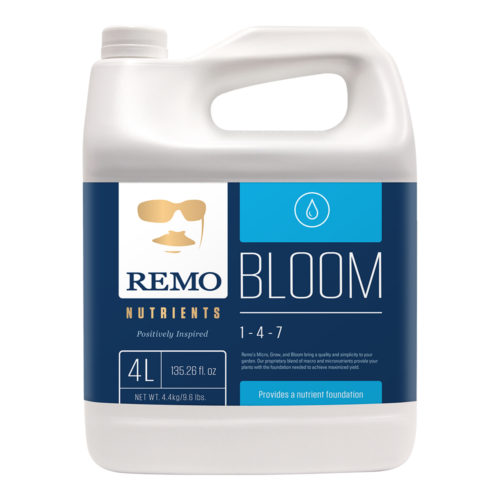 REMO
NUTRIENTS
Positively Inspired
4L
135.26 fl. oz
NET WT. 4.4kg/9.6 lbs.
BLOOM
1 - 4 - 7
Remo's Micro, Grow, and Bloom bring a quality and simplicity to your
garden. Our proprietary blend of macro and micronutrients provide your
plants with the foundation needed to achieve maximized yield.
Provides a nutrient foundation